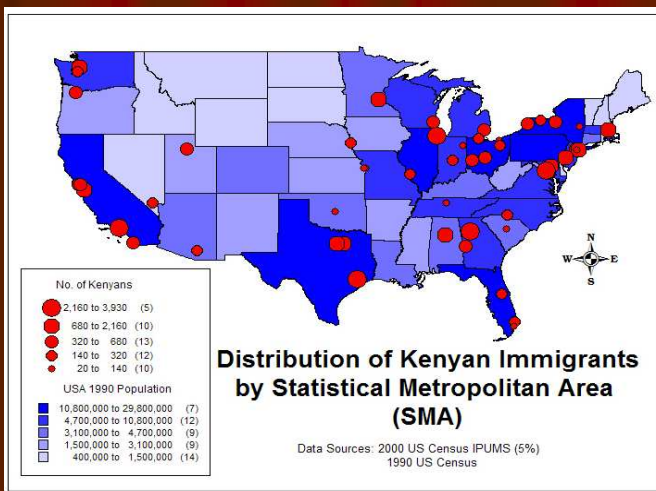 N
W E
S
No. of Kenyans
2,160 to 3,930 (5)
680 to 2,160 (10)
320 to 680 (13)
140 to 320 (12)
20 to 140 (10)
USA 1990 Population
10,800,000 to 29,800,000 (7)
4,700,000 to 10,800,000 (12)
3,100,000 to 4,700,000 (9)
1,500,000 to 3,100,000 (9)
400,000 to 1,500,000 (14)
Distribution of Kenyan Immigrants
by Statistical Metropolitan Area
(SMA)
Data Sources: 2000 US Census IPUMS (5%)
1990 US Census